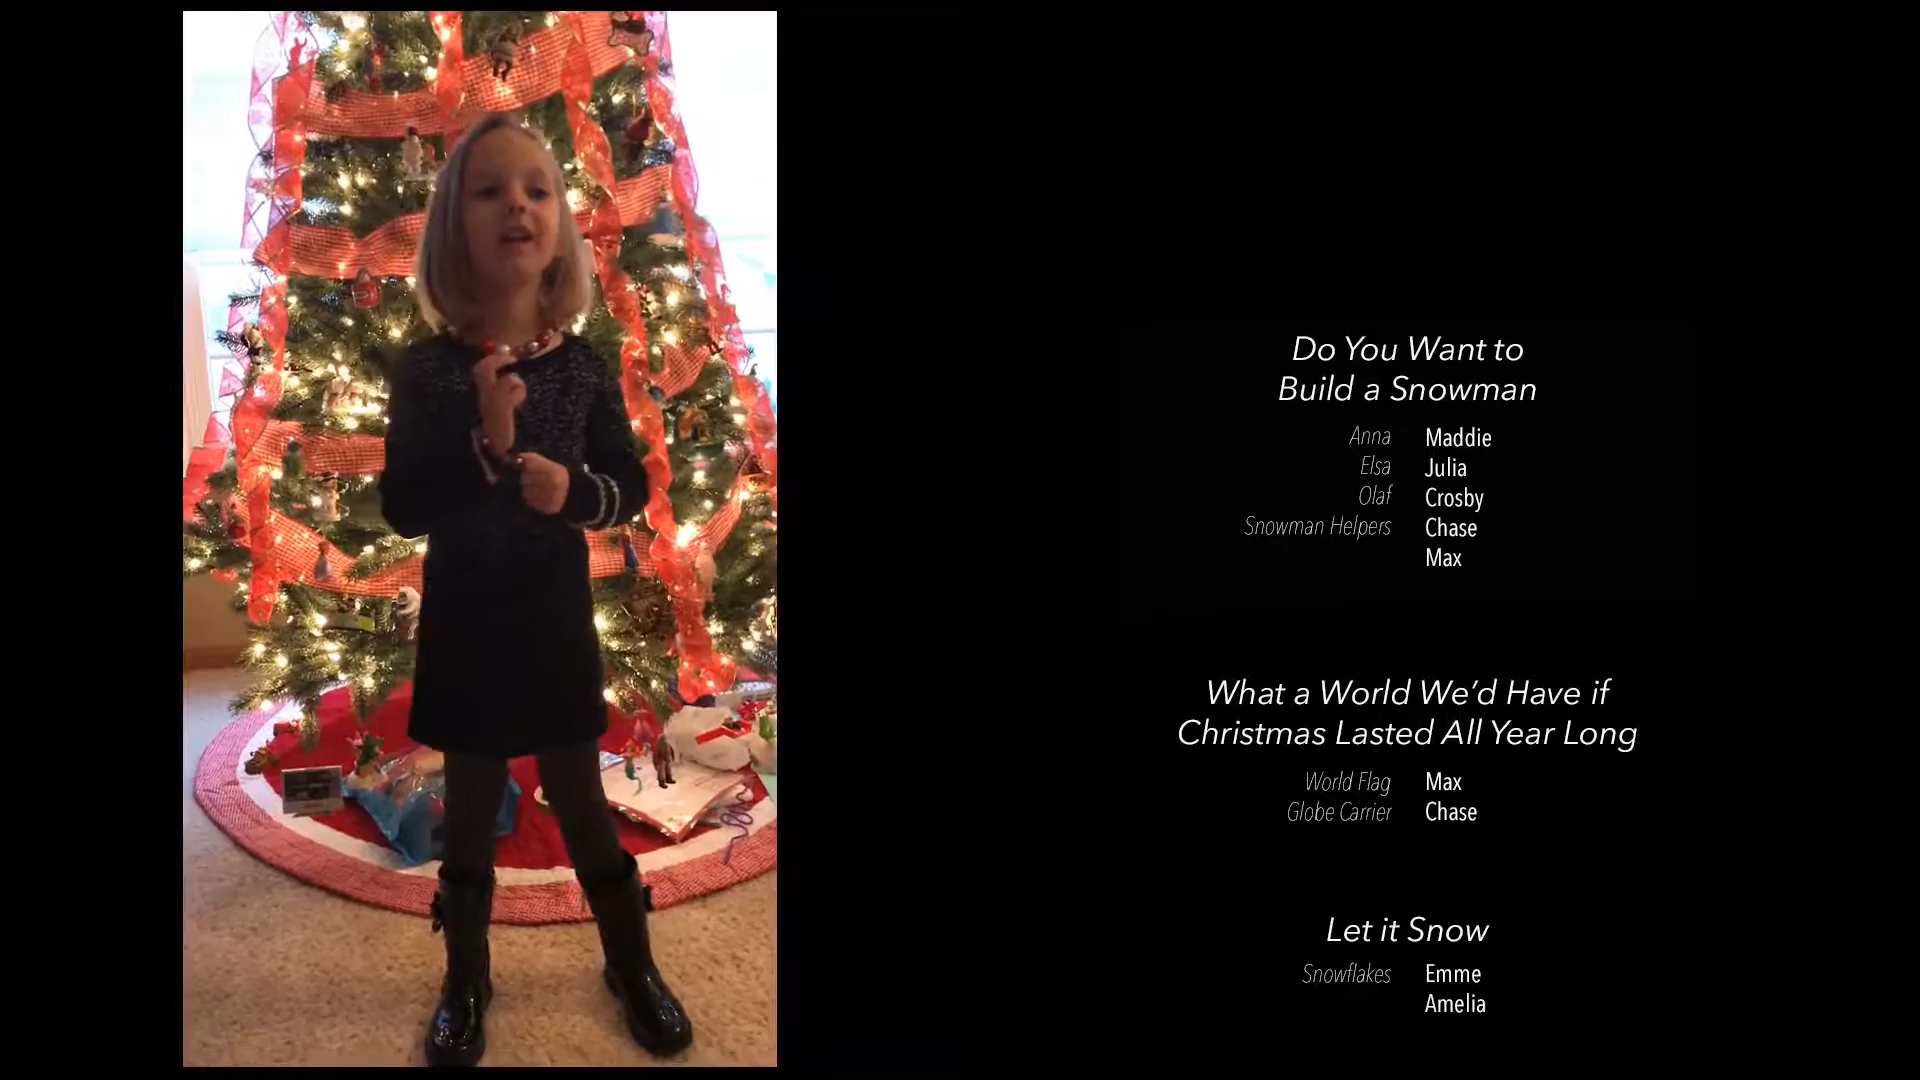 Do You Want to
Build a Snowman
Anna Maddie
Elsa Julia
Olaf Crosby
Snowman Helpers Chase
Max
What a World We'd Have if
Christmas Lasted All Year Long
World Flag Max
Globe Carrier Chase
Let it Snow
Snowflakes Emme
Amelia